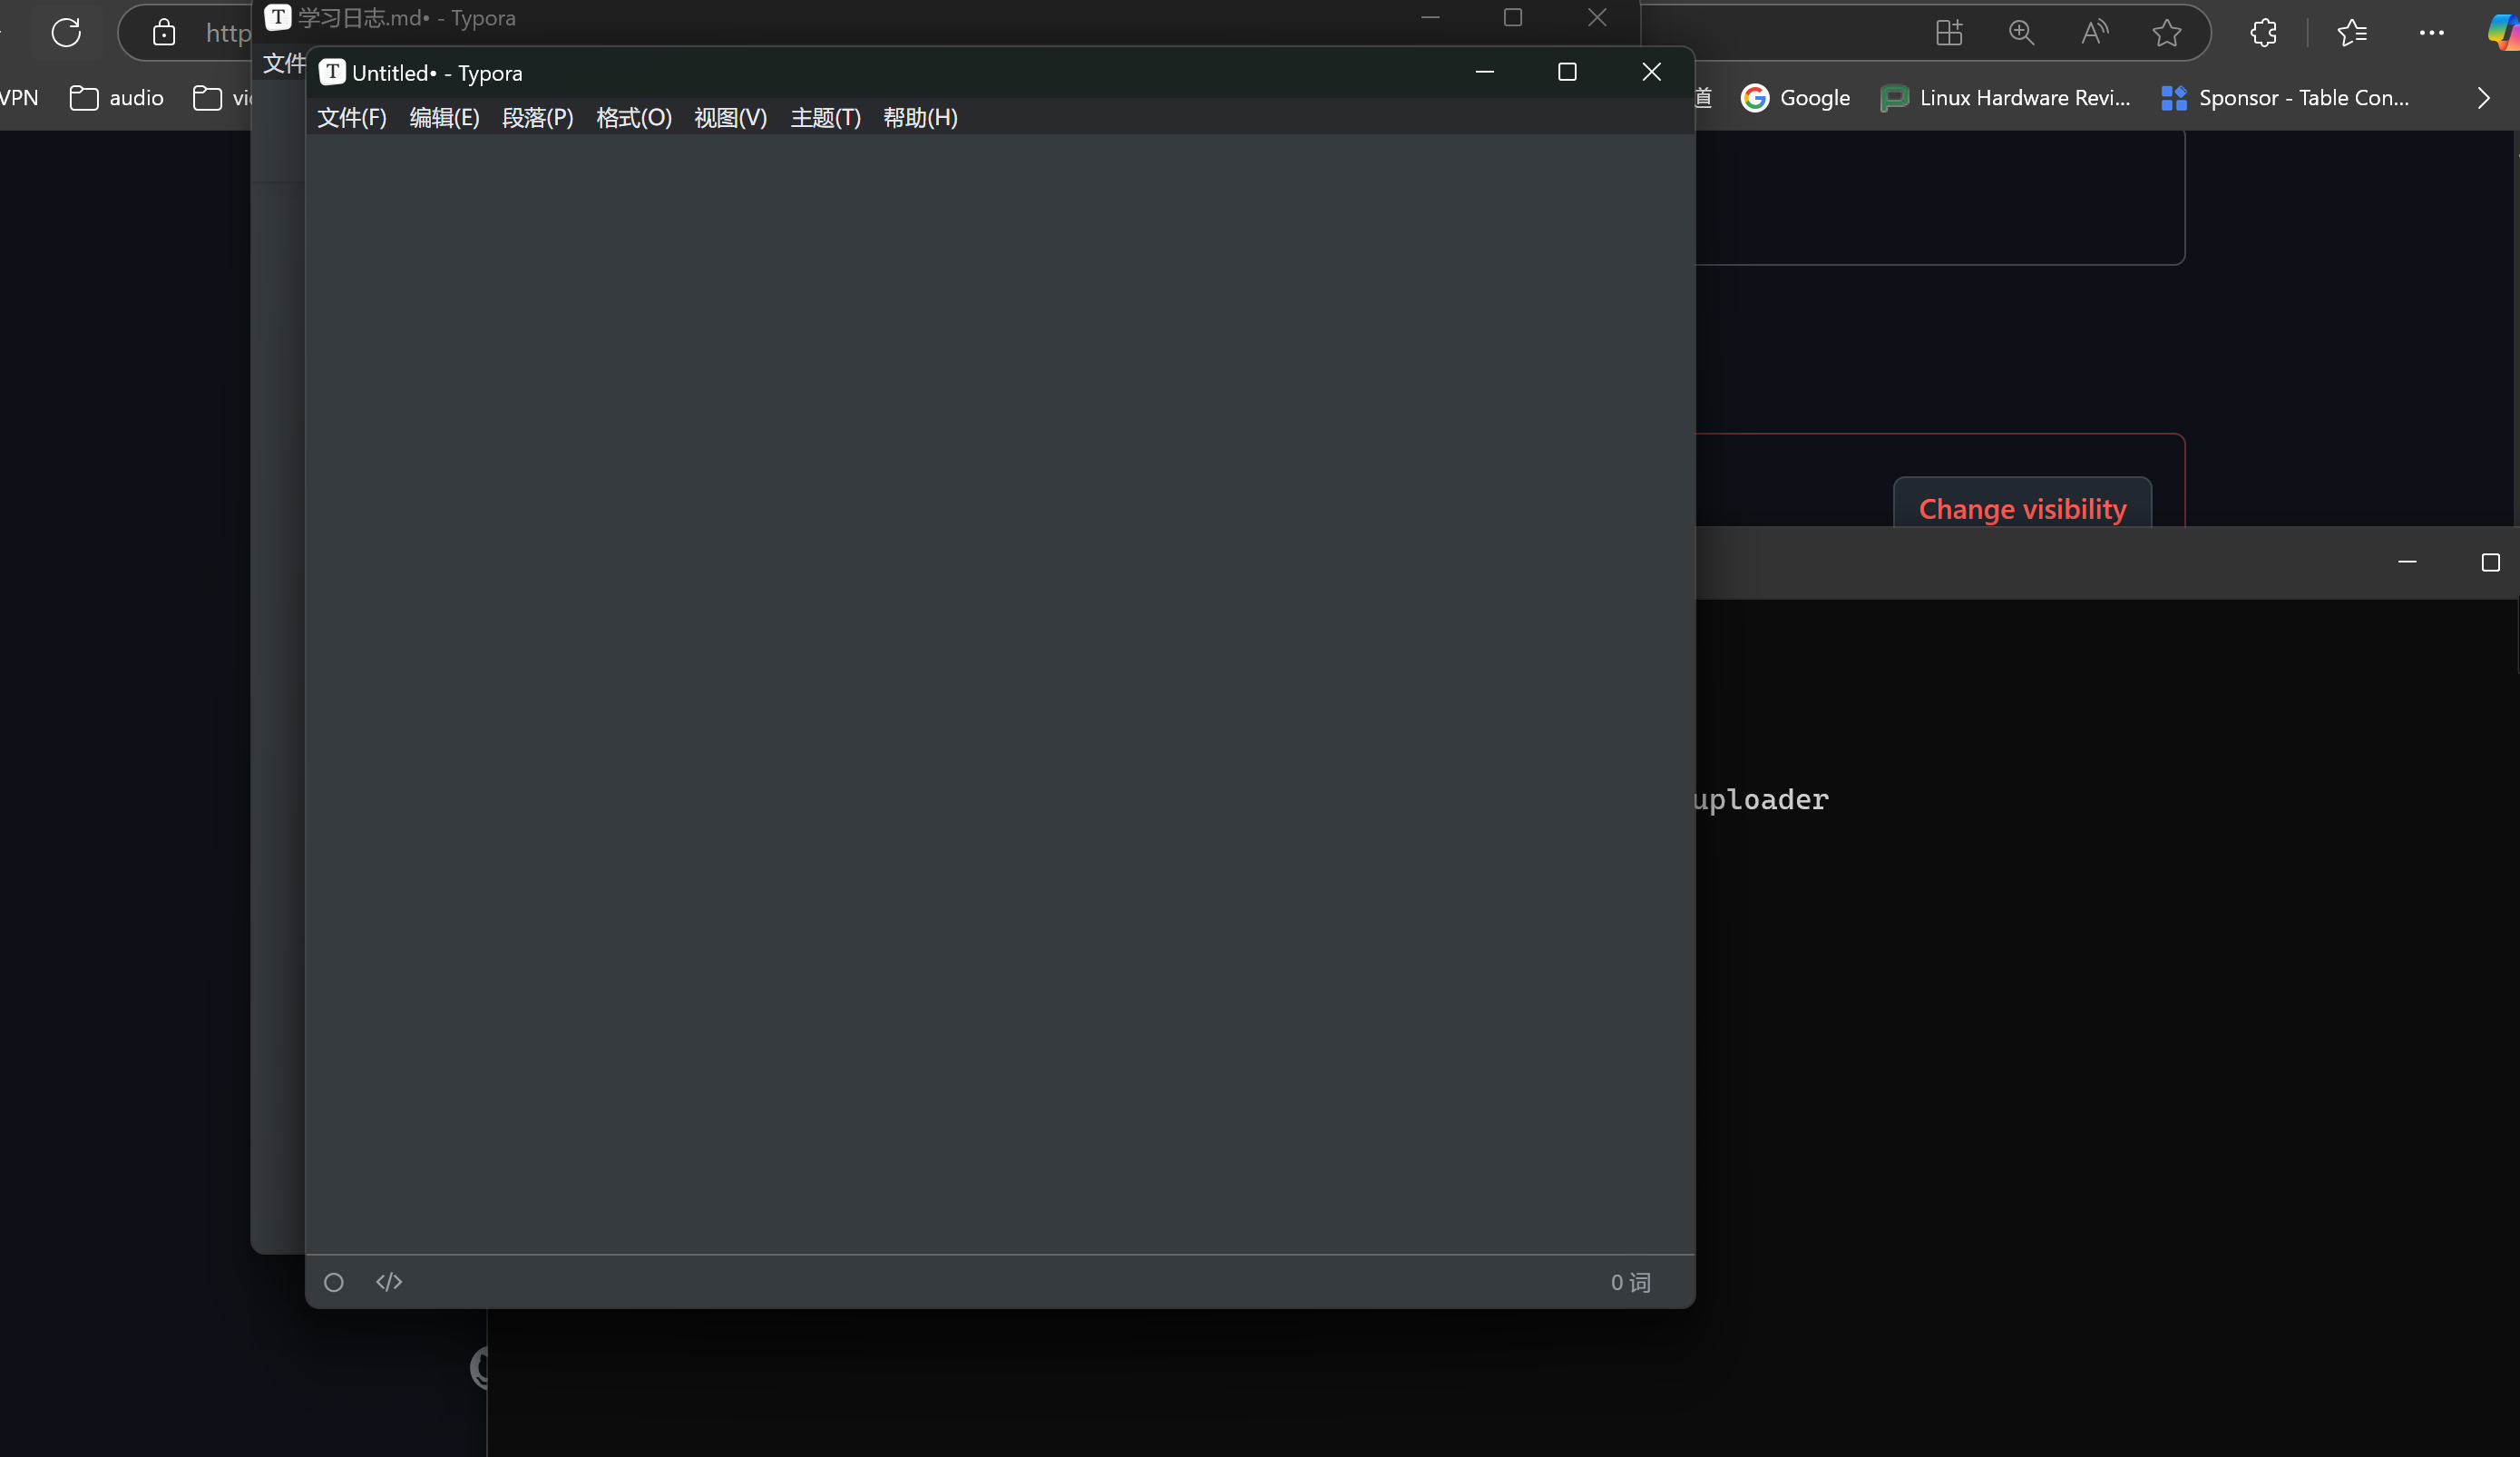 学习日志.md• - Typora
http
文件
Untitled• - Typora
文件(F) 编辑(E) 段落(P) 格式(O) 视图(V) 主题(T) 帮助(H)
VPN
audio
道
Google
Linux Hardware Revi...
Sponsor - Table Con...
Change visibility
uploader
0 词